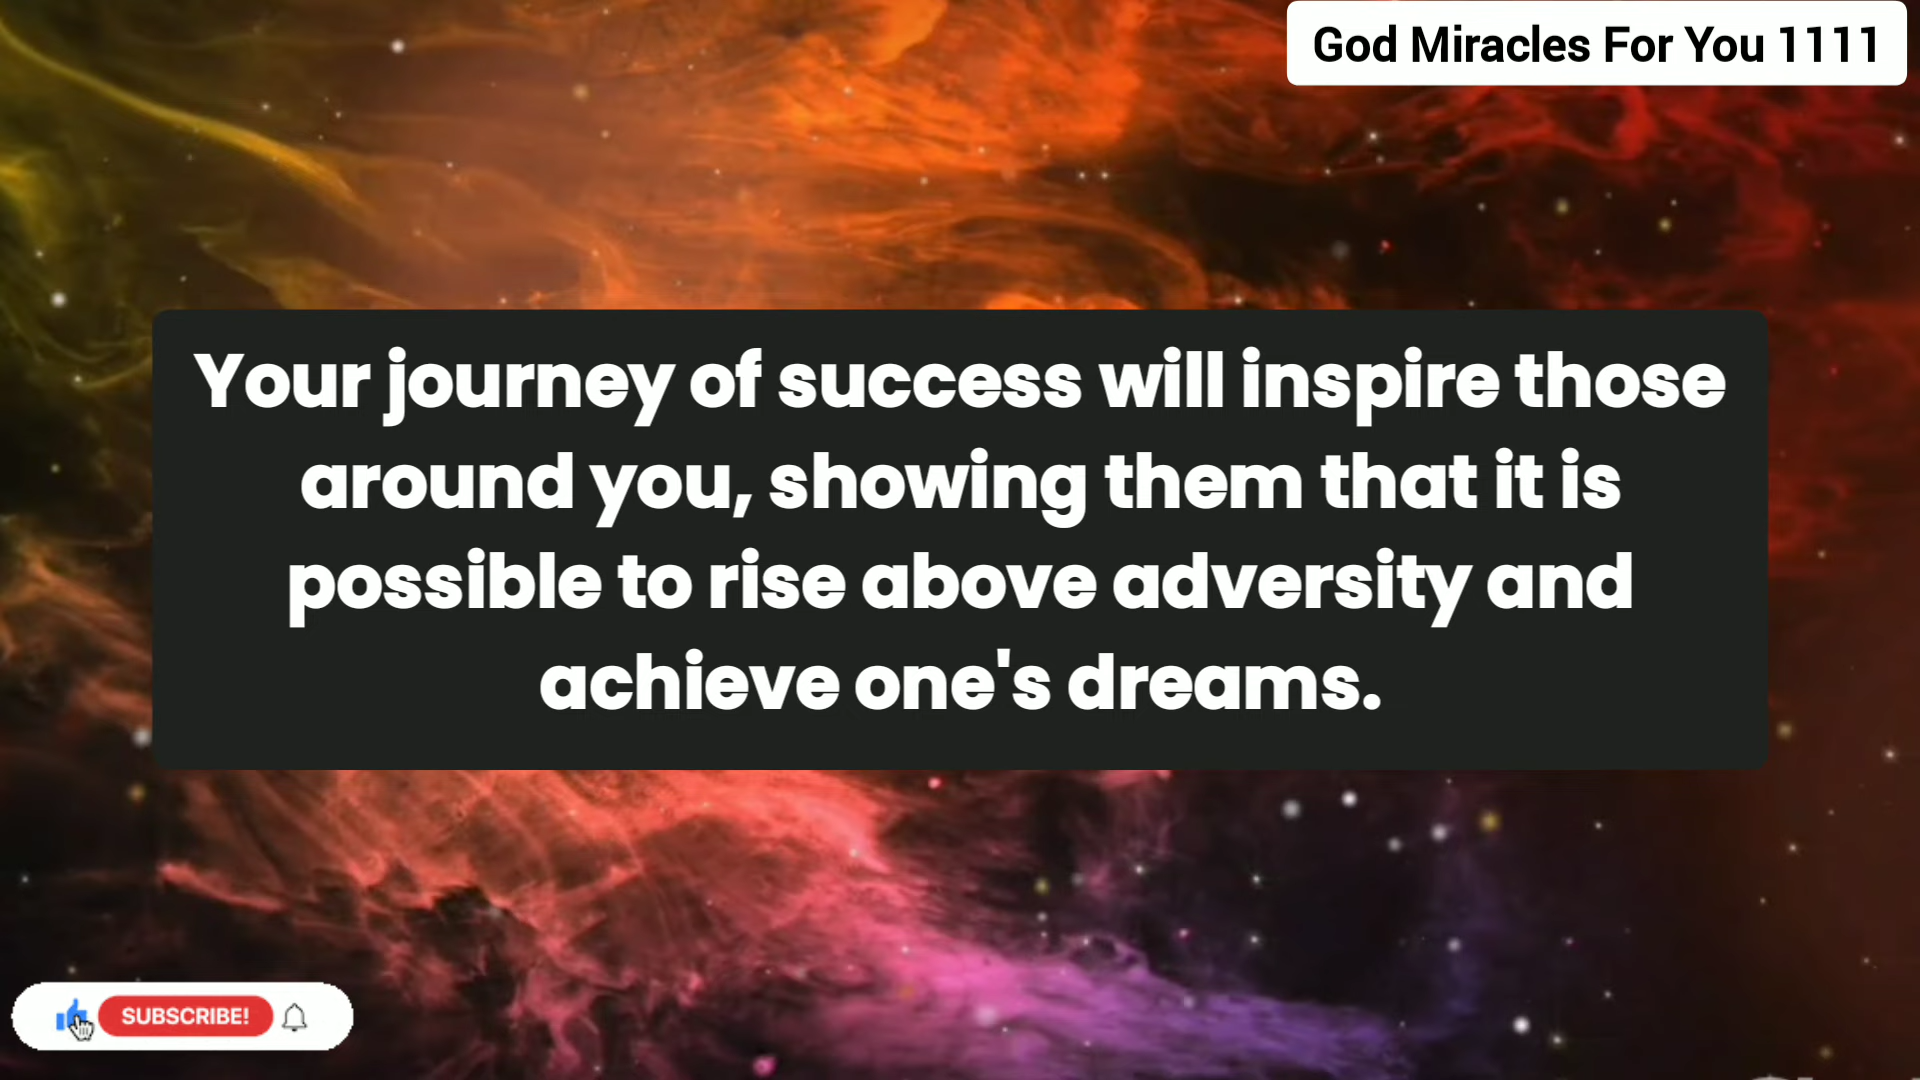 God Miracles For You 1111
Your journey of success will inspire those
around you, showing them that it is
possible to rise above adversity and
achieve one's dreams.
SUBSCRIBE!